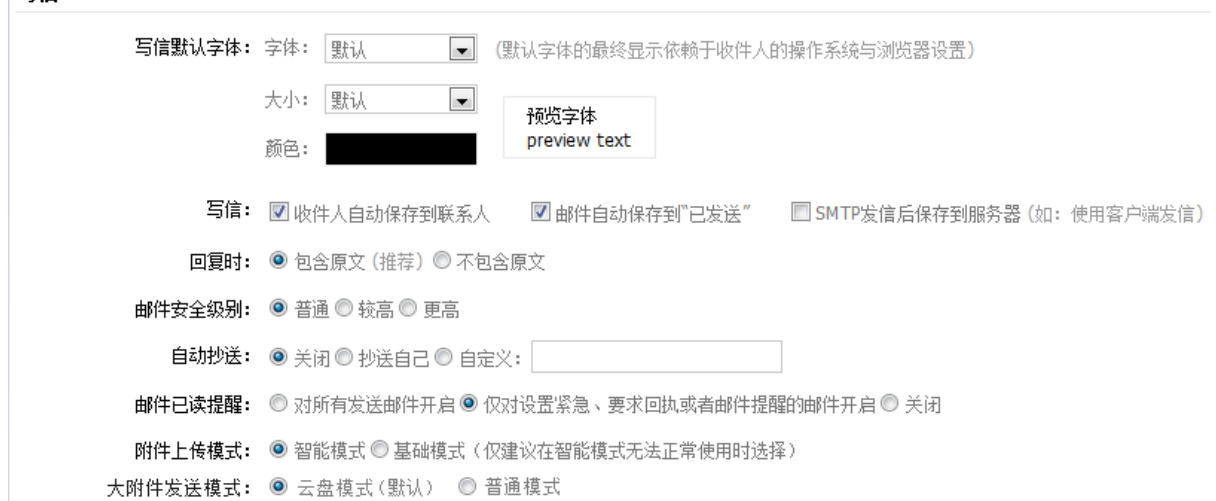 写信默认字体： 字体： 默认 （默认字体的最终显示依赖于收件人的操作系统与浏览器设置）
大小： 默认
预览字体
preview text
颜色：
写信： 收件人自动保存到联系人 邮件自动保存到“已发送” SMTP发信后保存到服务器（如：使用客户端发信）
回复时： 包含原文（推荐） 不包含原文
邮件安全级别： 普通 较高 更高
自动抄送： 关闭 抄送自己 自定义：
邮件已读提醒： 对所有发送邮件开启 仅对设置紧急、要求回执或者邮件提醒的邮件开启 关闭
附件上传模式： 智能模式 基础模式（仅建议在智能模式无法正常使用时选择）
大附件发送模式： 云盘模式（默认） 普通模式